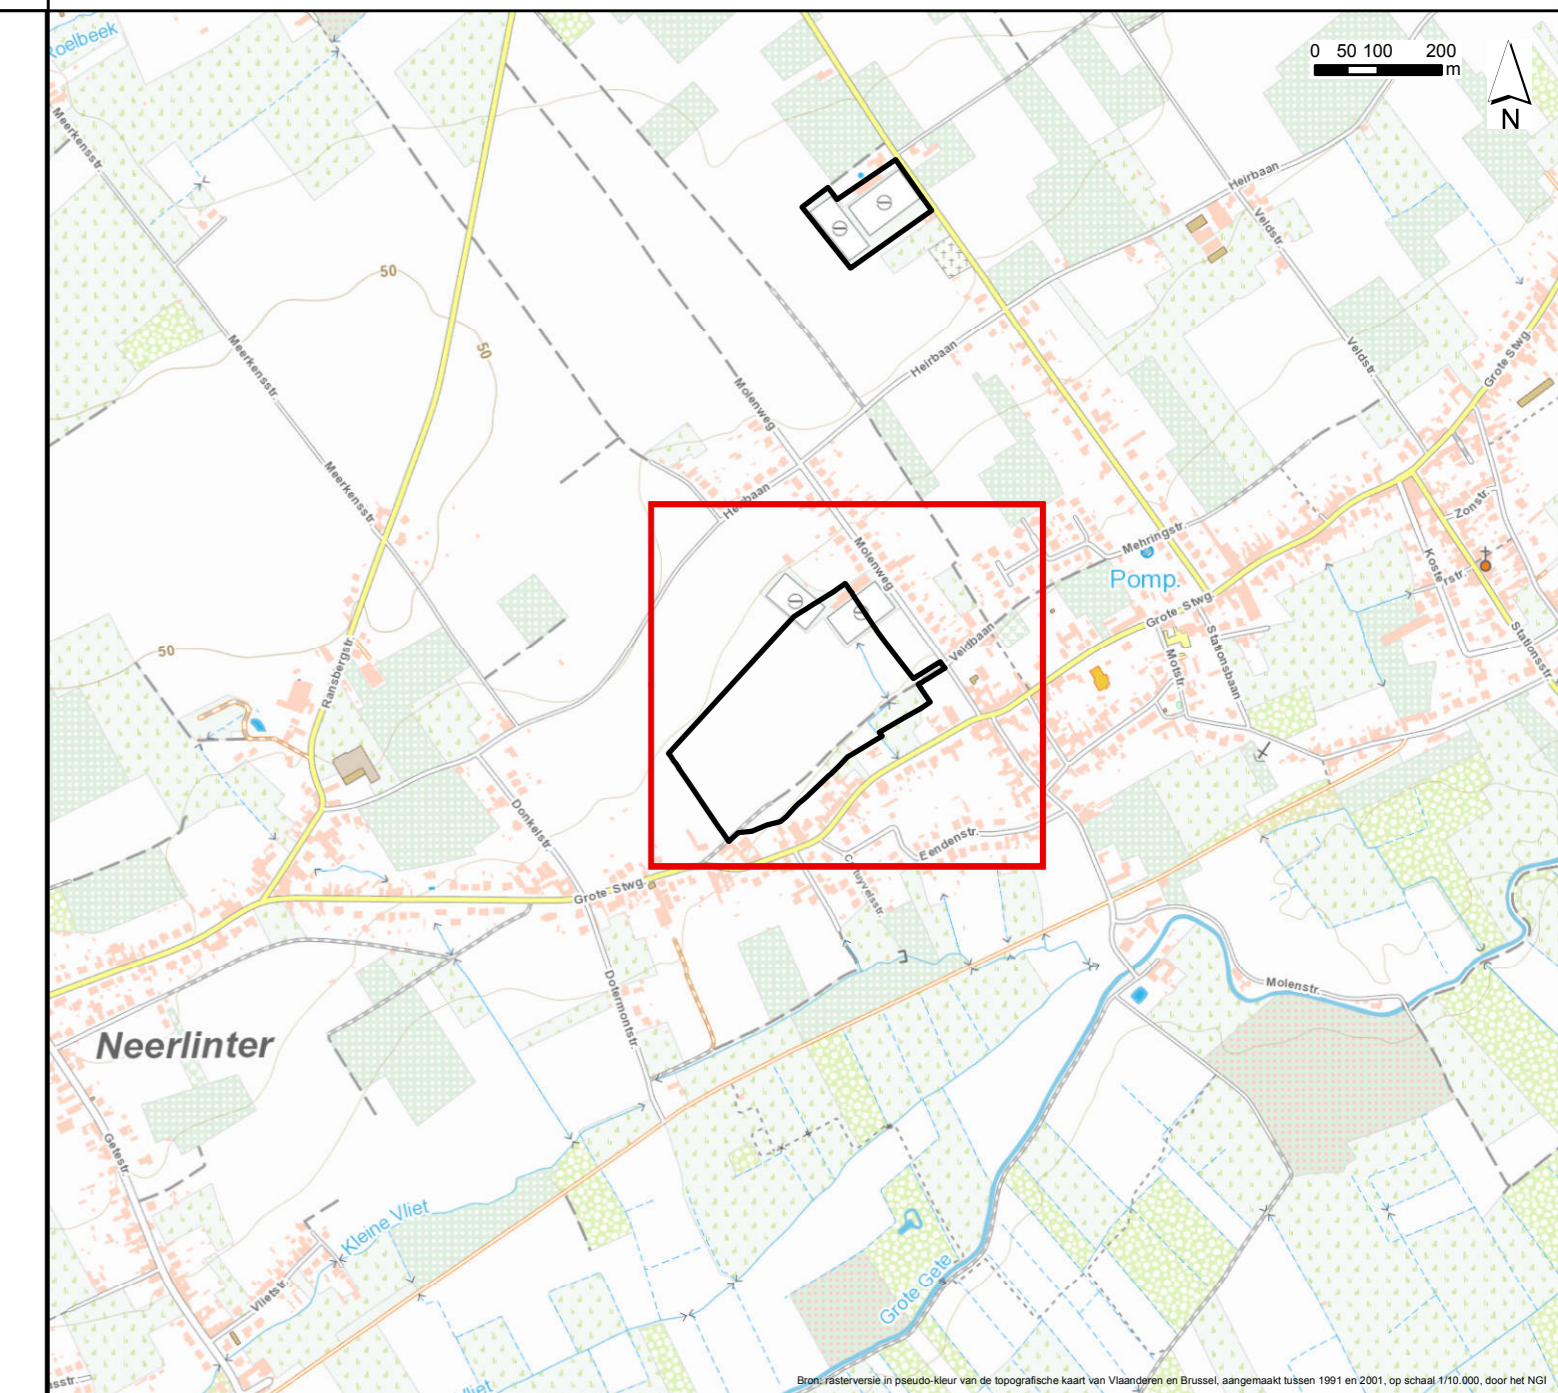 Roelbeek
0 50 100 200
m
N
Meerkensstr.
Heirbaan
Veldstr.
50
50
Meerkensstr.
Molenweg
Heirbaan
Veldstr.
Grote Stwg.
Meerkensstr.
Heirbaan
Zonstr.
Molenweg
Mehringstr
Pomp.
Kosterstr.
Grote Stwg
Veldbaan
50
Ransbergstr.
Motstr
Stationsbaan
Stationsstr.
Donkelstr.
Eendenstr.
Grote Stwg
Dotermontstr.
Molenstr.
Neerlinter
Getestr.
Kleine Vliet
Vlietstr.
Grote Gete
Vliet
Bron: rasterversie in pseudo-kleur van de topografische kaart van Vlaanderen en Brussel, aangemaakt tussen 1991 en 2001, op schaal 1/10.000, door het NGI